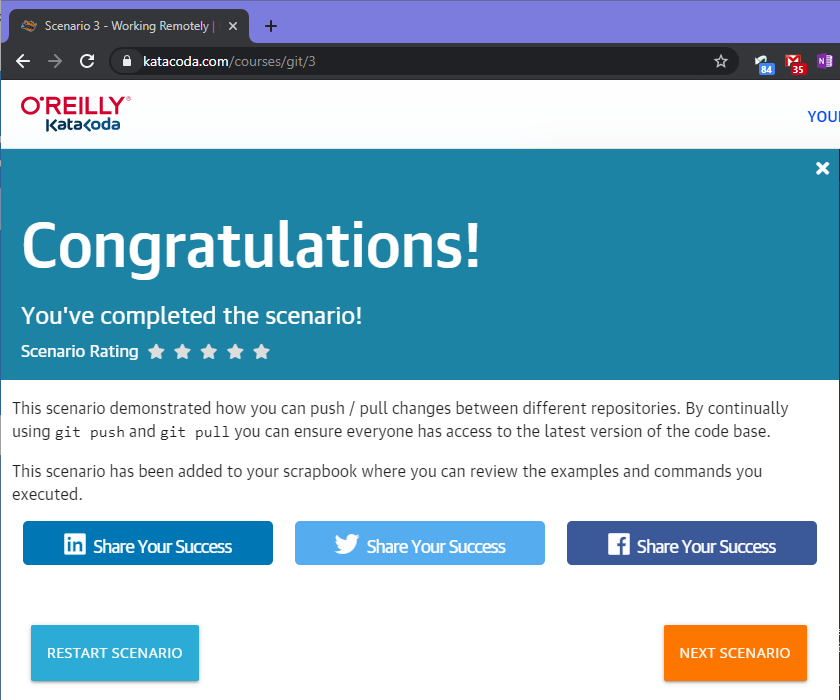 Scenario 3 - Working Remotely |
katacoda.com/courses/git/3
84
35
N
O'REILLY®
KataKoda
YOU
Congratulations!
You've completed the scenario!
Scenario Rating
This scenario demonstrated how you can push / pull changes between different repositories. By continually
using git push and git pull you can ensure everyone has access to the latest version of the code base.
This scenario has been added to your scrapbook where you can review the examples and commands you
executed.
in Share Your Success
Share Your Success
f Share Your Success
RESTART SCENARIO
NEXT SCENARIO